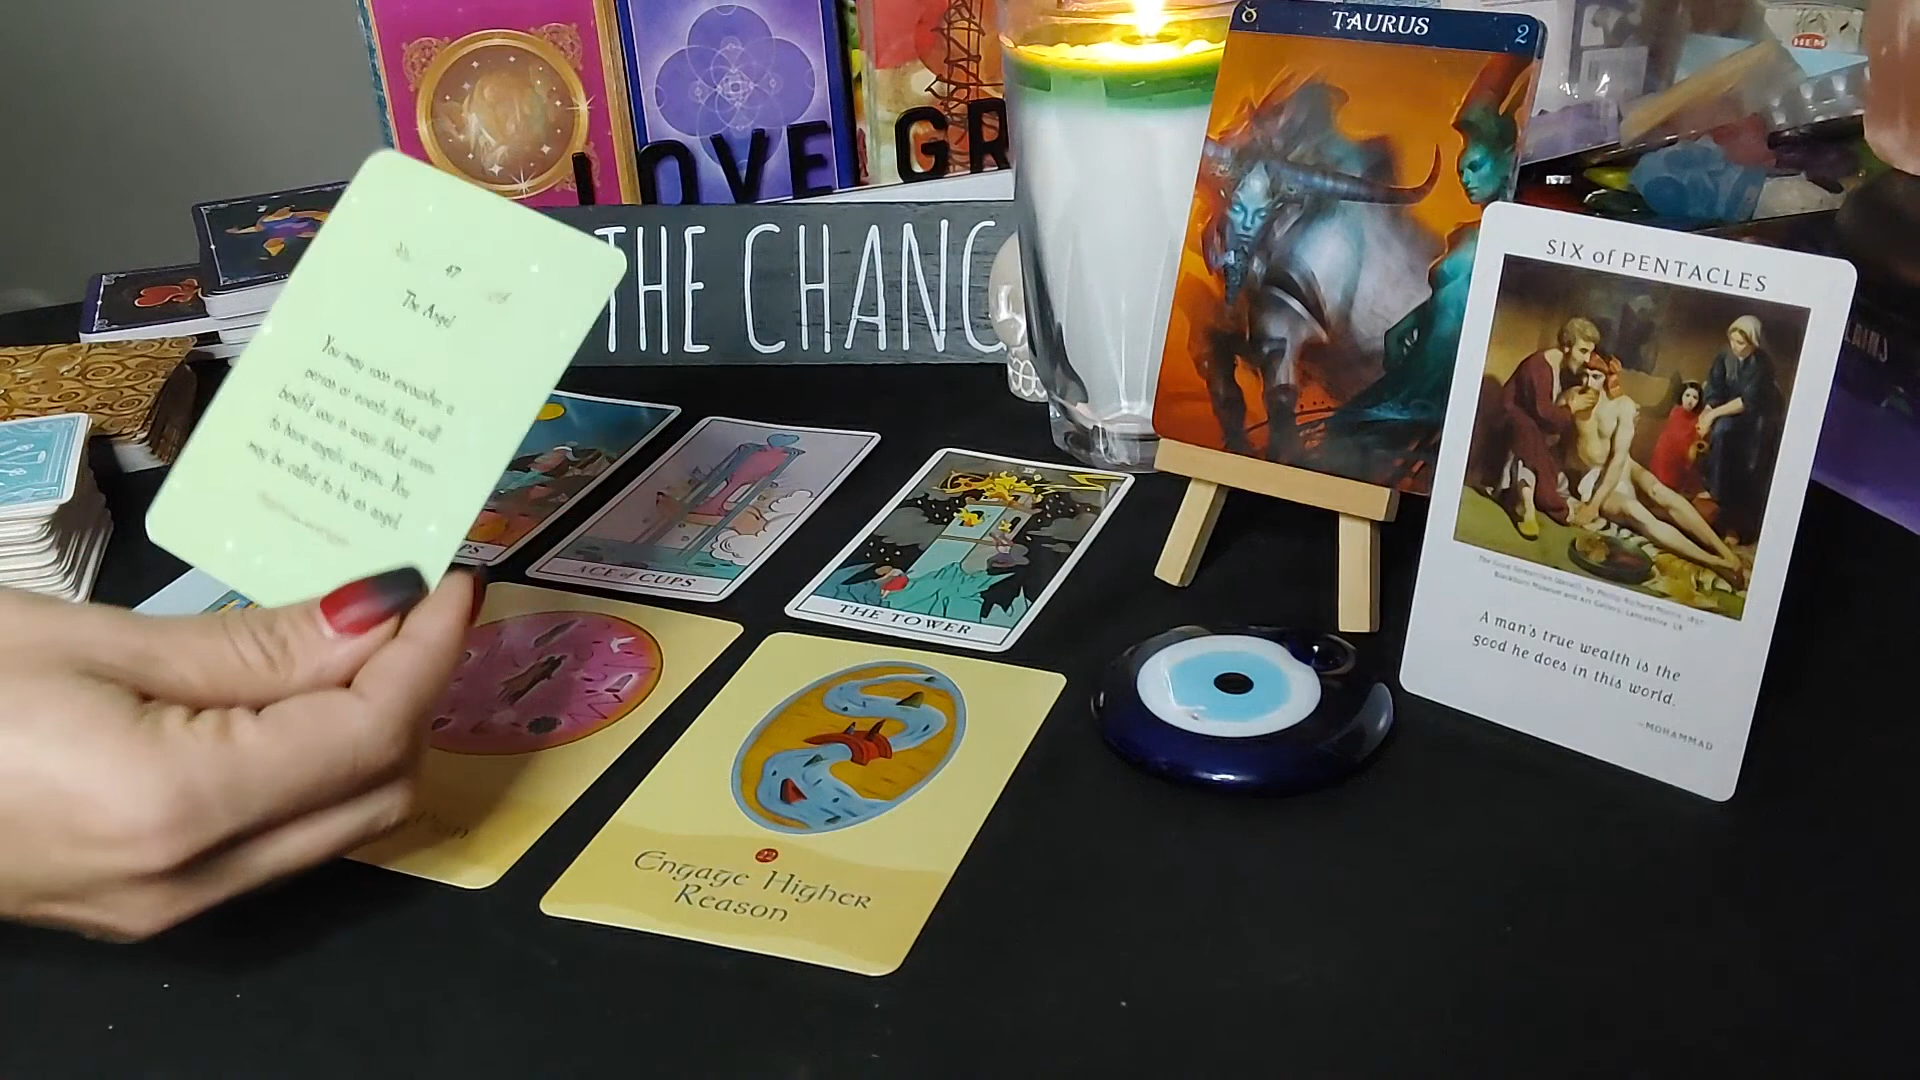 TAURUS
2
HEM
LOVE
GR
THE CHANG
SIX of PENTACLES
A man's true wealth is the
good he does in this world.
-MOHAMMAD
47
The Angel
You may soon encounter a
person or events that will
benefit you in ways that seem
to have angelic origins. You
may be called to be an angel.
ACE of CUPS
THE TOWER
22
Engage Higher
Reason